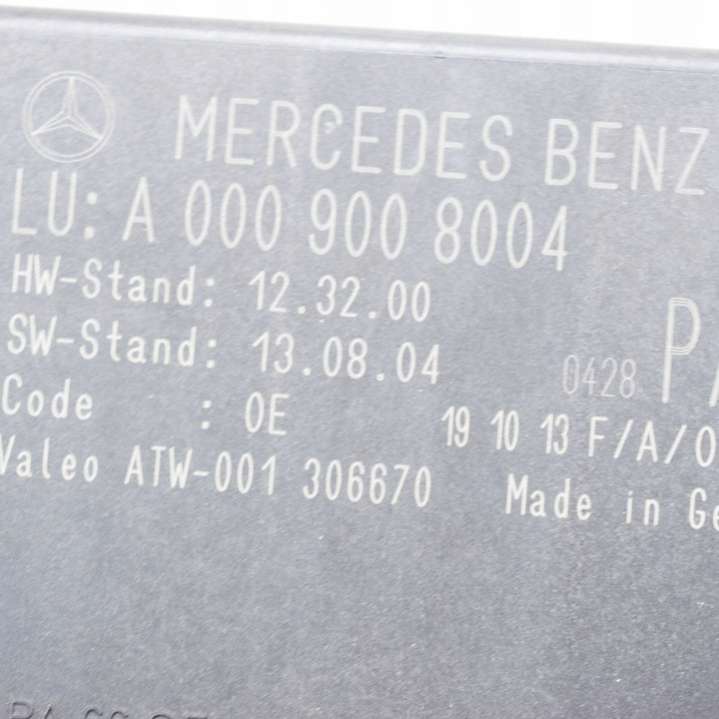 MERCEDES BENZ
LU: A 000 900 8004
HW-Stand: 12.32.00
SW-Stand: 13.08.04
0428
Code : 0E
19 10 13 F/A/0
Valeo ATW-001 306670
Made in